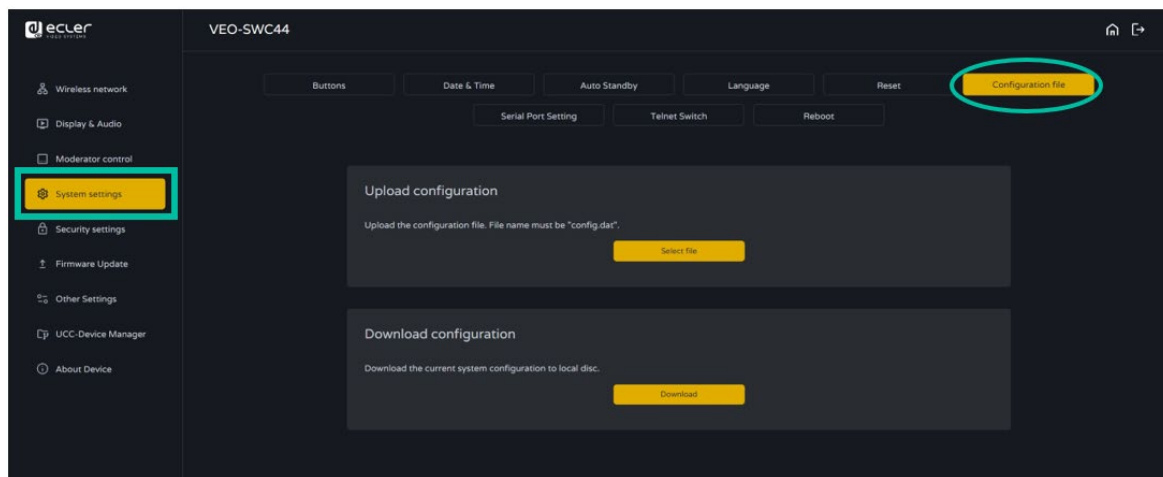 ecler
VEO-SWC44
Wireless network
Display & Audio
Moderator control
System settings
Security settings
Firmware Update
Other Settings
UCC-Device Manager
About Device
Buttons
Date & Time
Auto Standby
Language
Reset
Configuration file
Serial Port Setting
Telnet Switch
Reboot
Upload configuration
Upload the configuration file. File name must be "config.dat".
Select file
Download configuration
Download the current system configuration to local disc.
Download